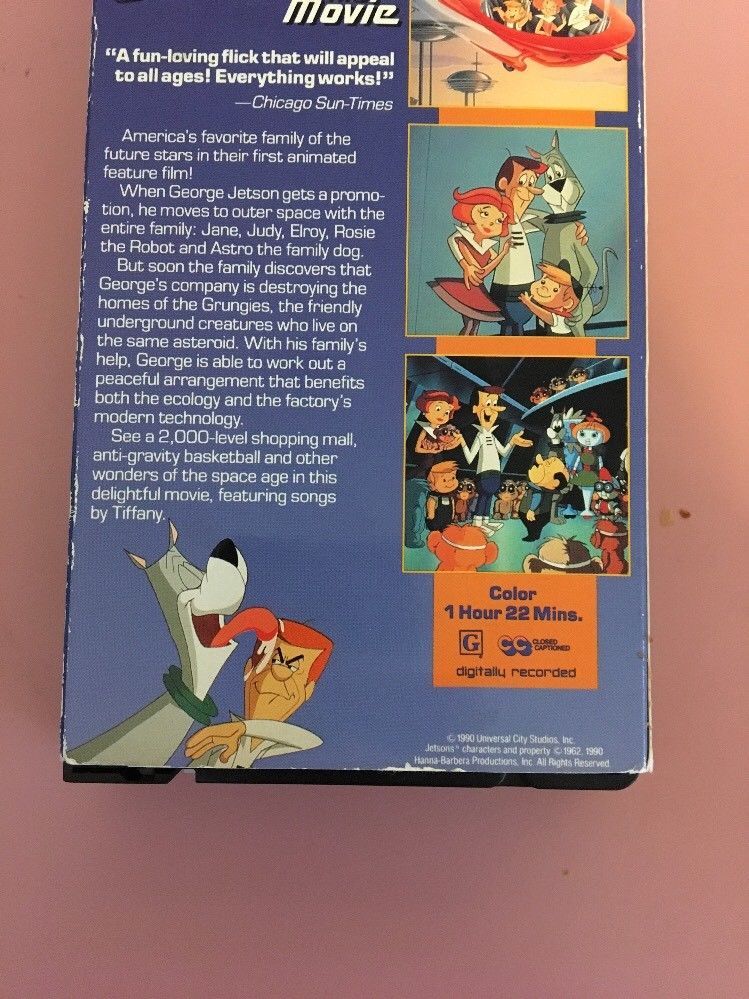 Movie
“A fun-loving flick that will appeal
to all ages! Everything works!”
—Chicago Sun-Times
America's favorite family of the
future stars in their first animated
feature film!
When George Jetson gets a promo-
tion, he moves to outer space with the
entire family: Jane, Judy, Elroy, Rosie
the Robot and Astro the family dog.
But soon the family discovers that
George's company is destroying the
homes of the Grungies, the friendly
underground creatures who live on
the same asteroid. With his family's
help, George is able to work out a
peaceful arrangement that benefits
both the ecology and the factory's
modern technology.
See a 2,000-level shopping mall,
anti-gravity basketball and other
wonders of the space age in this
delightful movie, featuring songs
by Tiffany.
Color
1 Hour 22 Mins.
G CC CLOSED
CAPTIONED
digitally recorded
© 1990 Universal City Studios, Inc.
Jetsons™ characters and property © 1962, 1990
Hanna-Barbera Productions, Inc. All Rights Reserved.